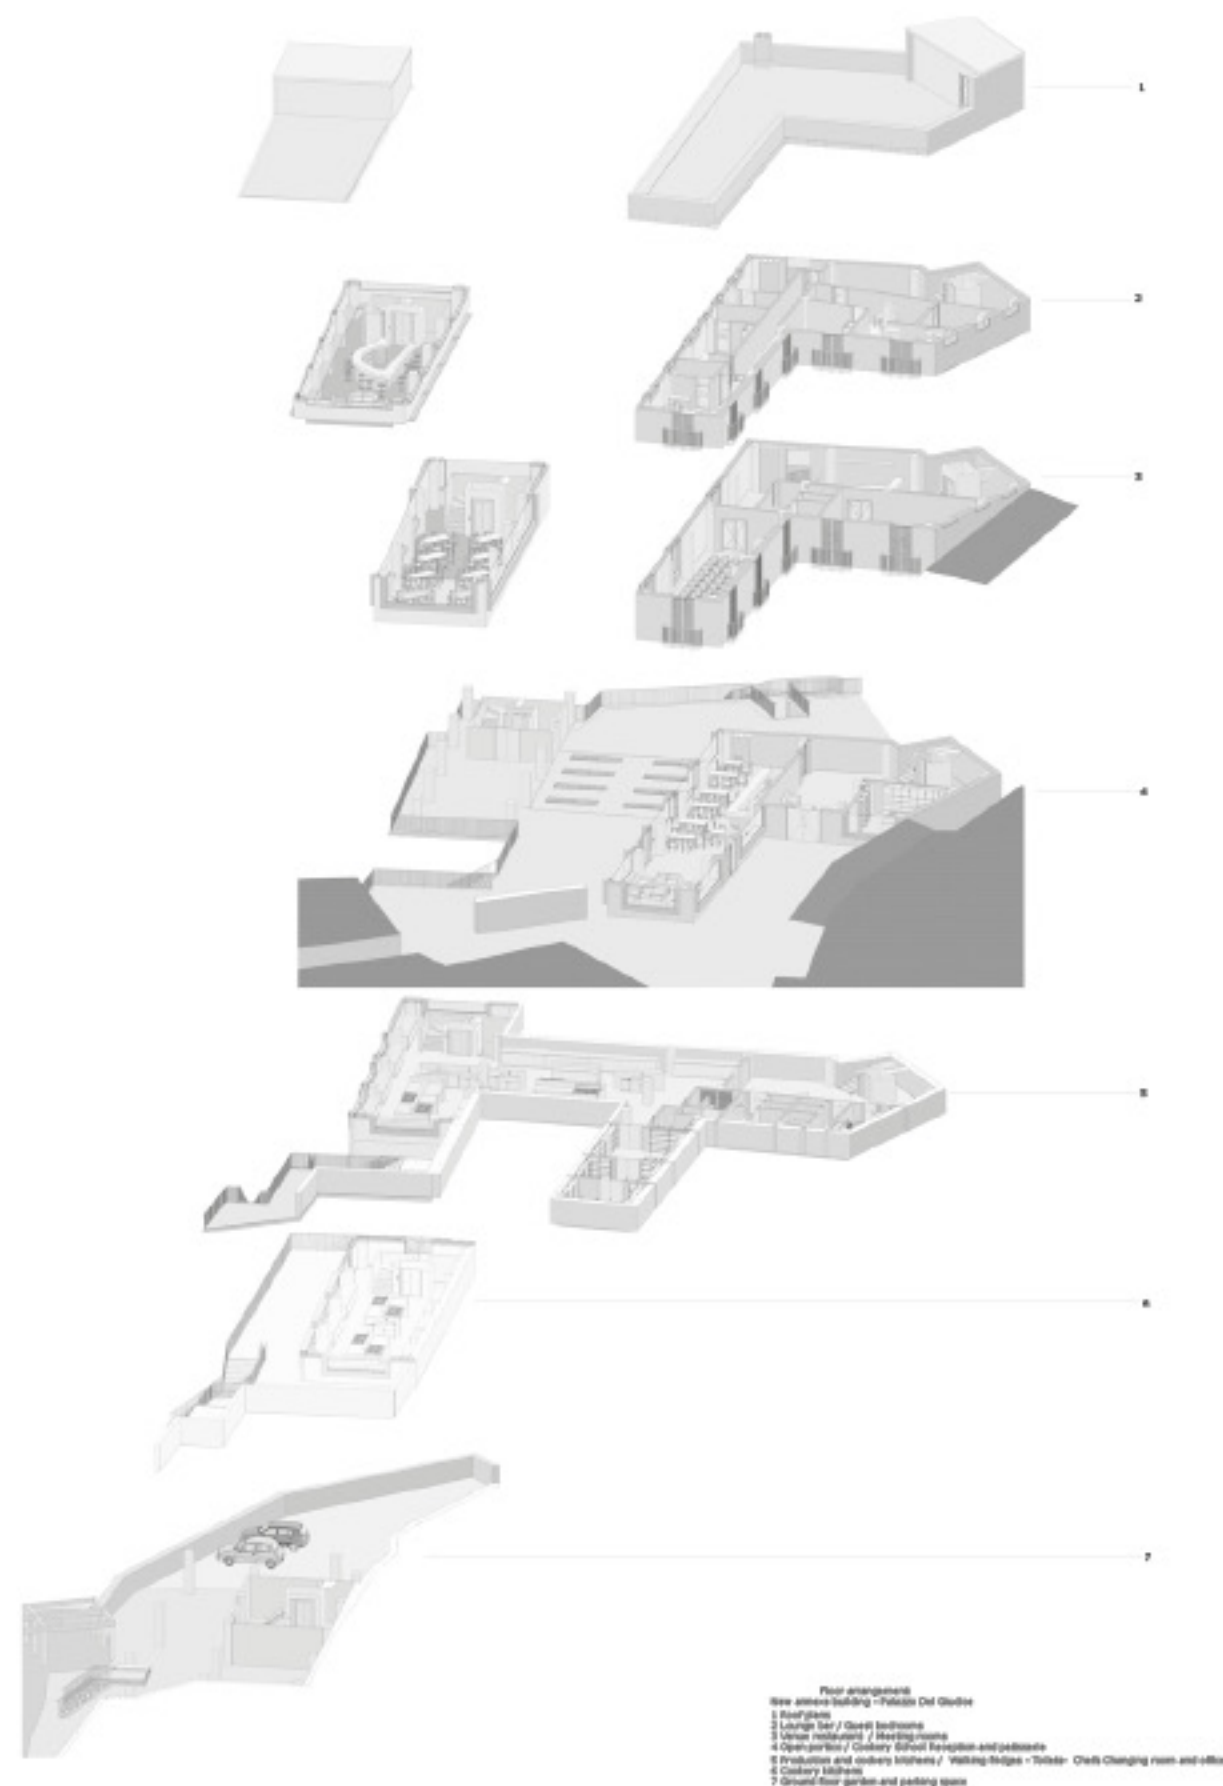 1
2
3
4
5
6
7
Floor arrangements
New annexe building - Palazzo Del Giudice
1 Roof plans
2 Lounge bar / Guest bedrooms
3 Venue restaurant / Meeting rooms
4 Open portico / Cookery School Reception and patisserie
5 Production and cookery kitchens / Walking fridges - Toilets- Chefs Changing room and office
6 Cookery kitchens
7 Ground floor garden and parking space